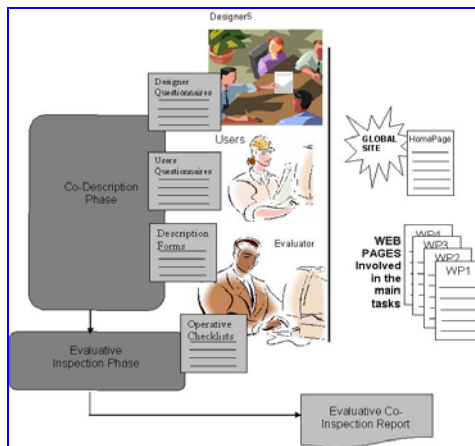 DesignerS
Designer
Questionnaires
Users
Users
Questionnaires
Co-Description
Phase
Description
Forms
Evaluator
Operative
Checklists
Evaluative
Inspection Phase
Evaluative Co-
Inspection Report
GLOBAL
SITE
HomePage
WEB
PAGES
Involved
in the
main
tasks
WP4
WP3
WP2
WP1